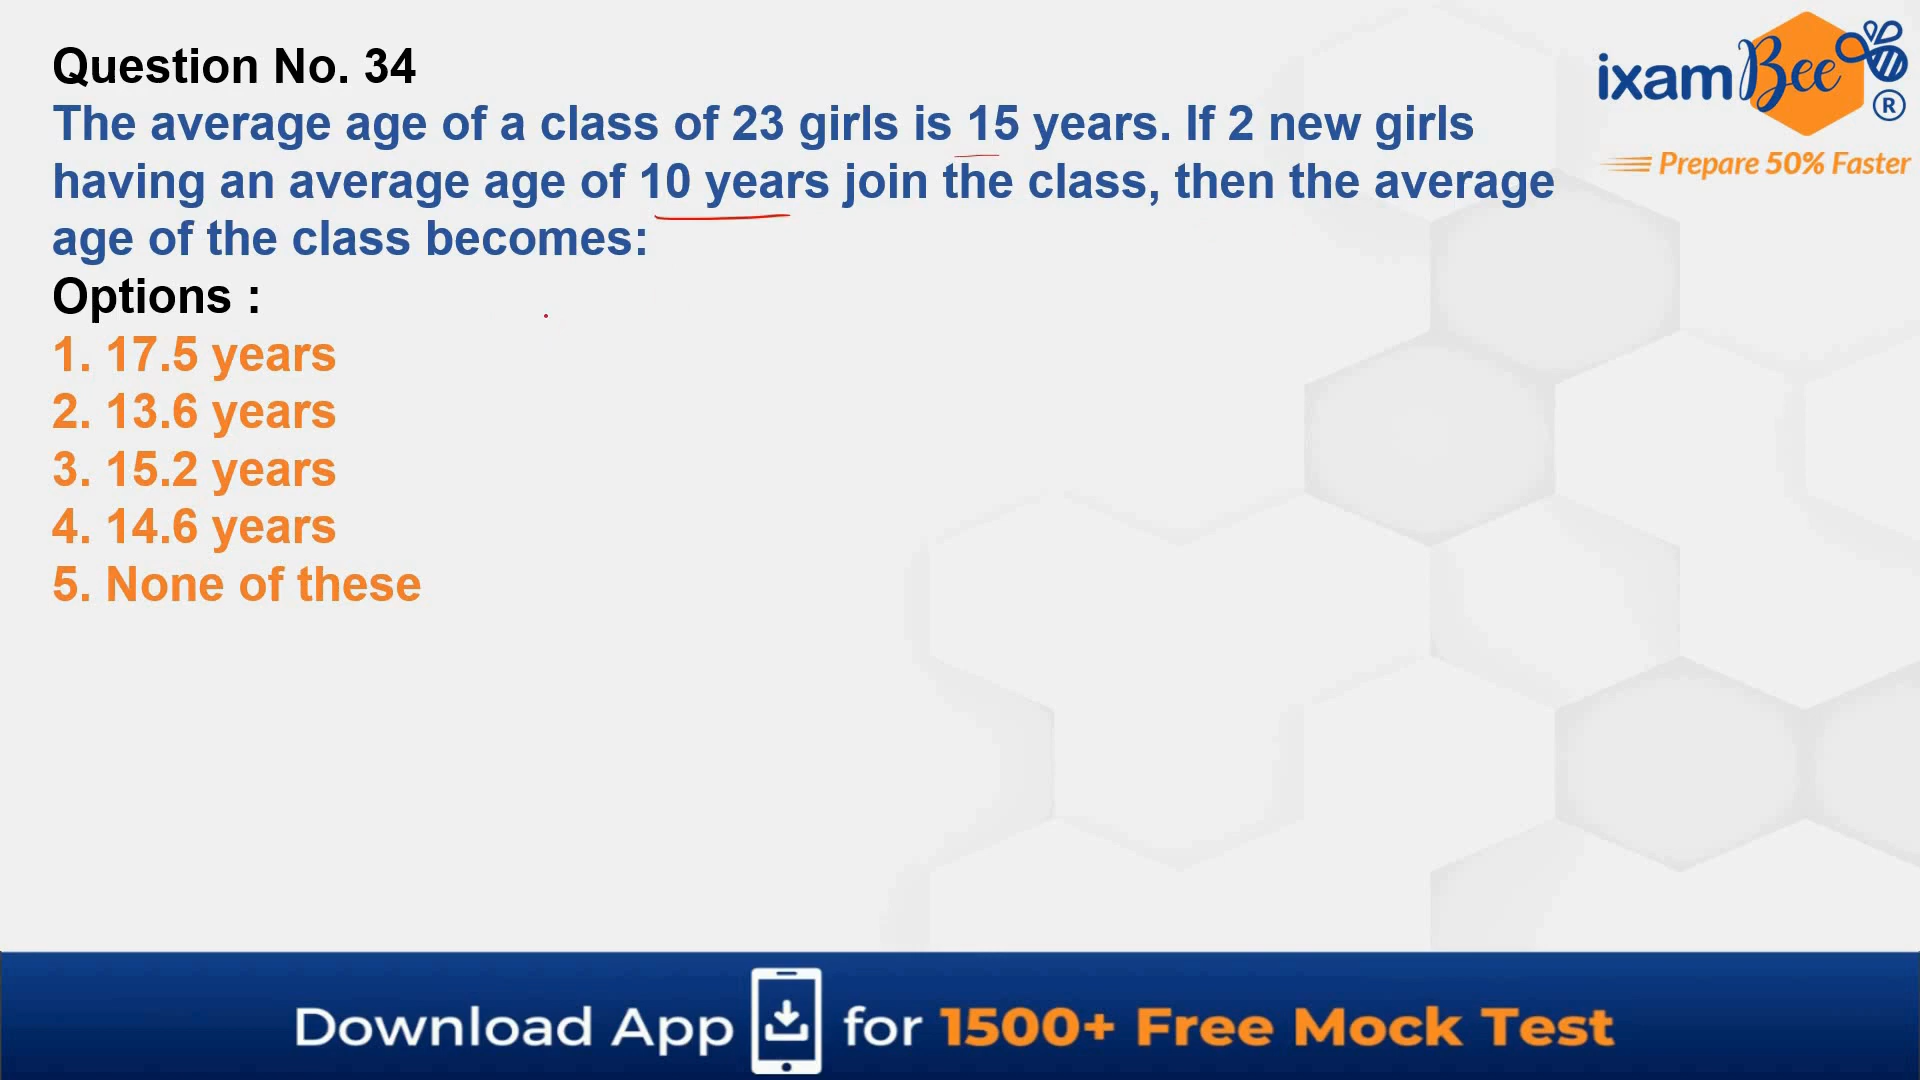 Question No. 34
The average age of a class of 23 girls is 15 years. If 2 new girls
having an average age of 10 years join the class, then the average
age of the class becomes:
Options :
1. 17.5 years
2. 13.6 years
3. 15.2 years
4. 14.6 years
5. None of these
ixamBee ®
Prepare 50% Faster
Download App for 1500+ Free Mock Test